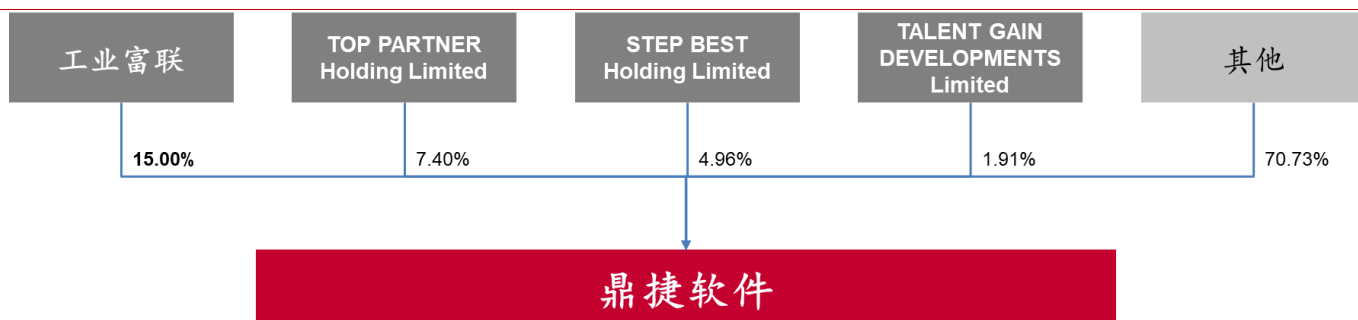 工业富联
TOP PARTNER
Holding Limited
STEP BEST
Holding Limited
TALENT GAIN
DEVELOPMENTS
Limited
其他
15.00%
7.40%
4.96%
1.91%
70.73%
鼎捷软件